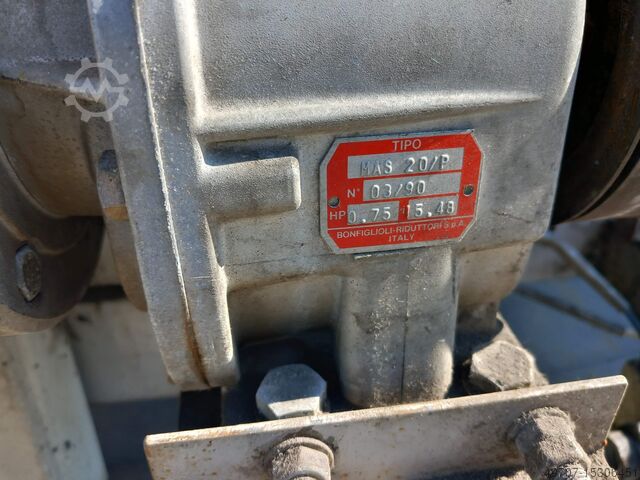 TIPO
MAS 20/P
N° 03/90
HP 0.75 i 15.48
BONFIGLIOLI-RIDUTTORI S.p.A.
ITALY